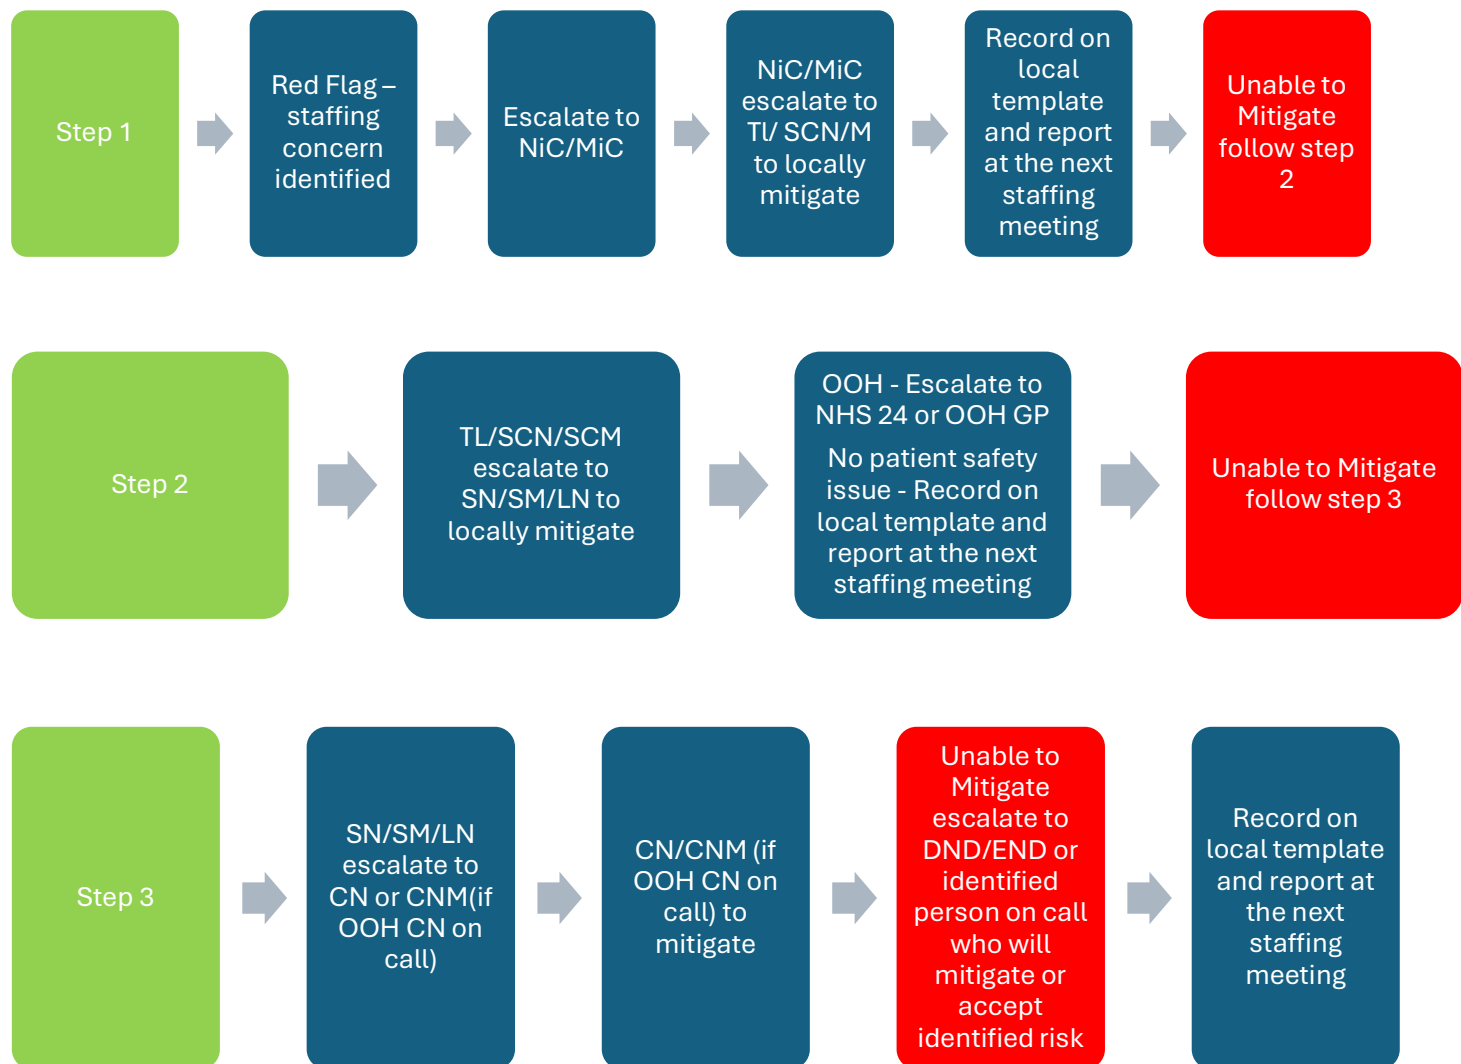 Step 1
Red Flag –
staffing
concern
identified
Escalate to
NiC/MiC
NiC/MiC
escalate to
Tl/ SCN/M
to locally
mitigate
Record on
local
template
and report
at the next
staffing
meeting
Unable to
Mitigate
follow step
2
Step 2
TL/SCN/SCM
escalate to
SN/SM/LN to
locally mitigate
OOH - Escalate to
NHS 24 or OOH GP
No patient safety
issue - Record on
local template and
report at the next
staffing meeting
Unable to Mitigate
follow step 3
Step 3
SN/SM/LN
escalate to
CN or CNM(if
OOH CN on
call)
CN/CNM (if
OOH CN on
call) to
mitigate
Unable to
Mitigate
escalate to
DND/END or
identified
person on call
who will
mitigate or
accept
identified risk
Record on
local template
and report at
the next
staffing
meeting